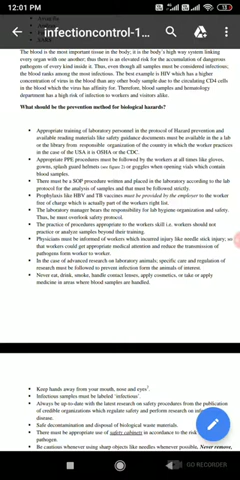 12:01 PM
infectioncontrol-1...
The blood is the most important tissue in the body; it is the body's high way system linking
every organ with one another; thus there is an elevated risk for the accumulation of dangerous
pathogens of every kind inside it. Thus, even though all samples must be considered infectious;
the blood ranks among the most infectious. The best example is HIV which has a higher
concentration of virus in the blood than any other body sample due to the circulating CD4 cells
in the blood which the virus has affinity for. Therefore, blood samples and hematology
department has a high risk of infection to workers and visitors alike.
What should be the prevention method for biological hazards?
Appropriate training of laboratory personnel in the protocol of Hazard prevention and
available reading materials like safety guidance documents must be available in the a lab
or the library from responsible organization of the country in which the worker practices
in the case of the USA it is OSHA or the CDC.
Appropriate PPE procedures must be followed by the workers at all times like gloves,
gowns, splash guard helmets (see figure 2) or goggles when opening vials which contain
blood samples.
There must be a SOP procedure written and placed in the laboratory according to the lab
protocol for the analysis of samples and that must be followed strictly.
Prophylaxis like HBV and TB vaccines must be provided by the employer to the worker
free of charge which is actually part of the workers right list.
The laboratory manager bears the responsibility for lab hygiene organization and safety.
Thus, he must overlook safety protocol.
The practice of procedures appropriate to the workers skill i.e. workers should not
practice or analyze samples beyond their training.
Physicians must be informed of workers which incurred injury like needle stick injury; so
that workers could get appropriate medical attention and reduce the transmission of
pathogens form worker to worker.
In the case of advanced research on laboratory animals; specific care and regulation of
research must be followed to prevent infection form the animals of interest.
Never eat, drink, smoke, handle contact lenses, apply cosmetics, or take or apply
medicine in areas where blood samples are handled.
Keep hands away from your mouth, nose and eyes
Infectious samples must be labeled 'infectious'.
Always be up-to-date with the latest research on safety procedures from the publication
of credible organizations which regulate safety and perform research on
disease.
Safe decontamination and disposal of biological waste materials.
There must be appropriate use of safety cabinets in accordance to the
pathogen.
Be cautious whenever using sharp objects like needles whenever possible, Never remove,